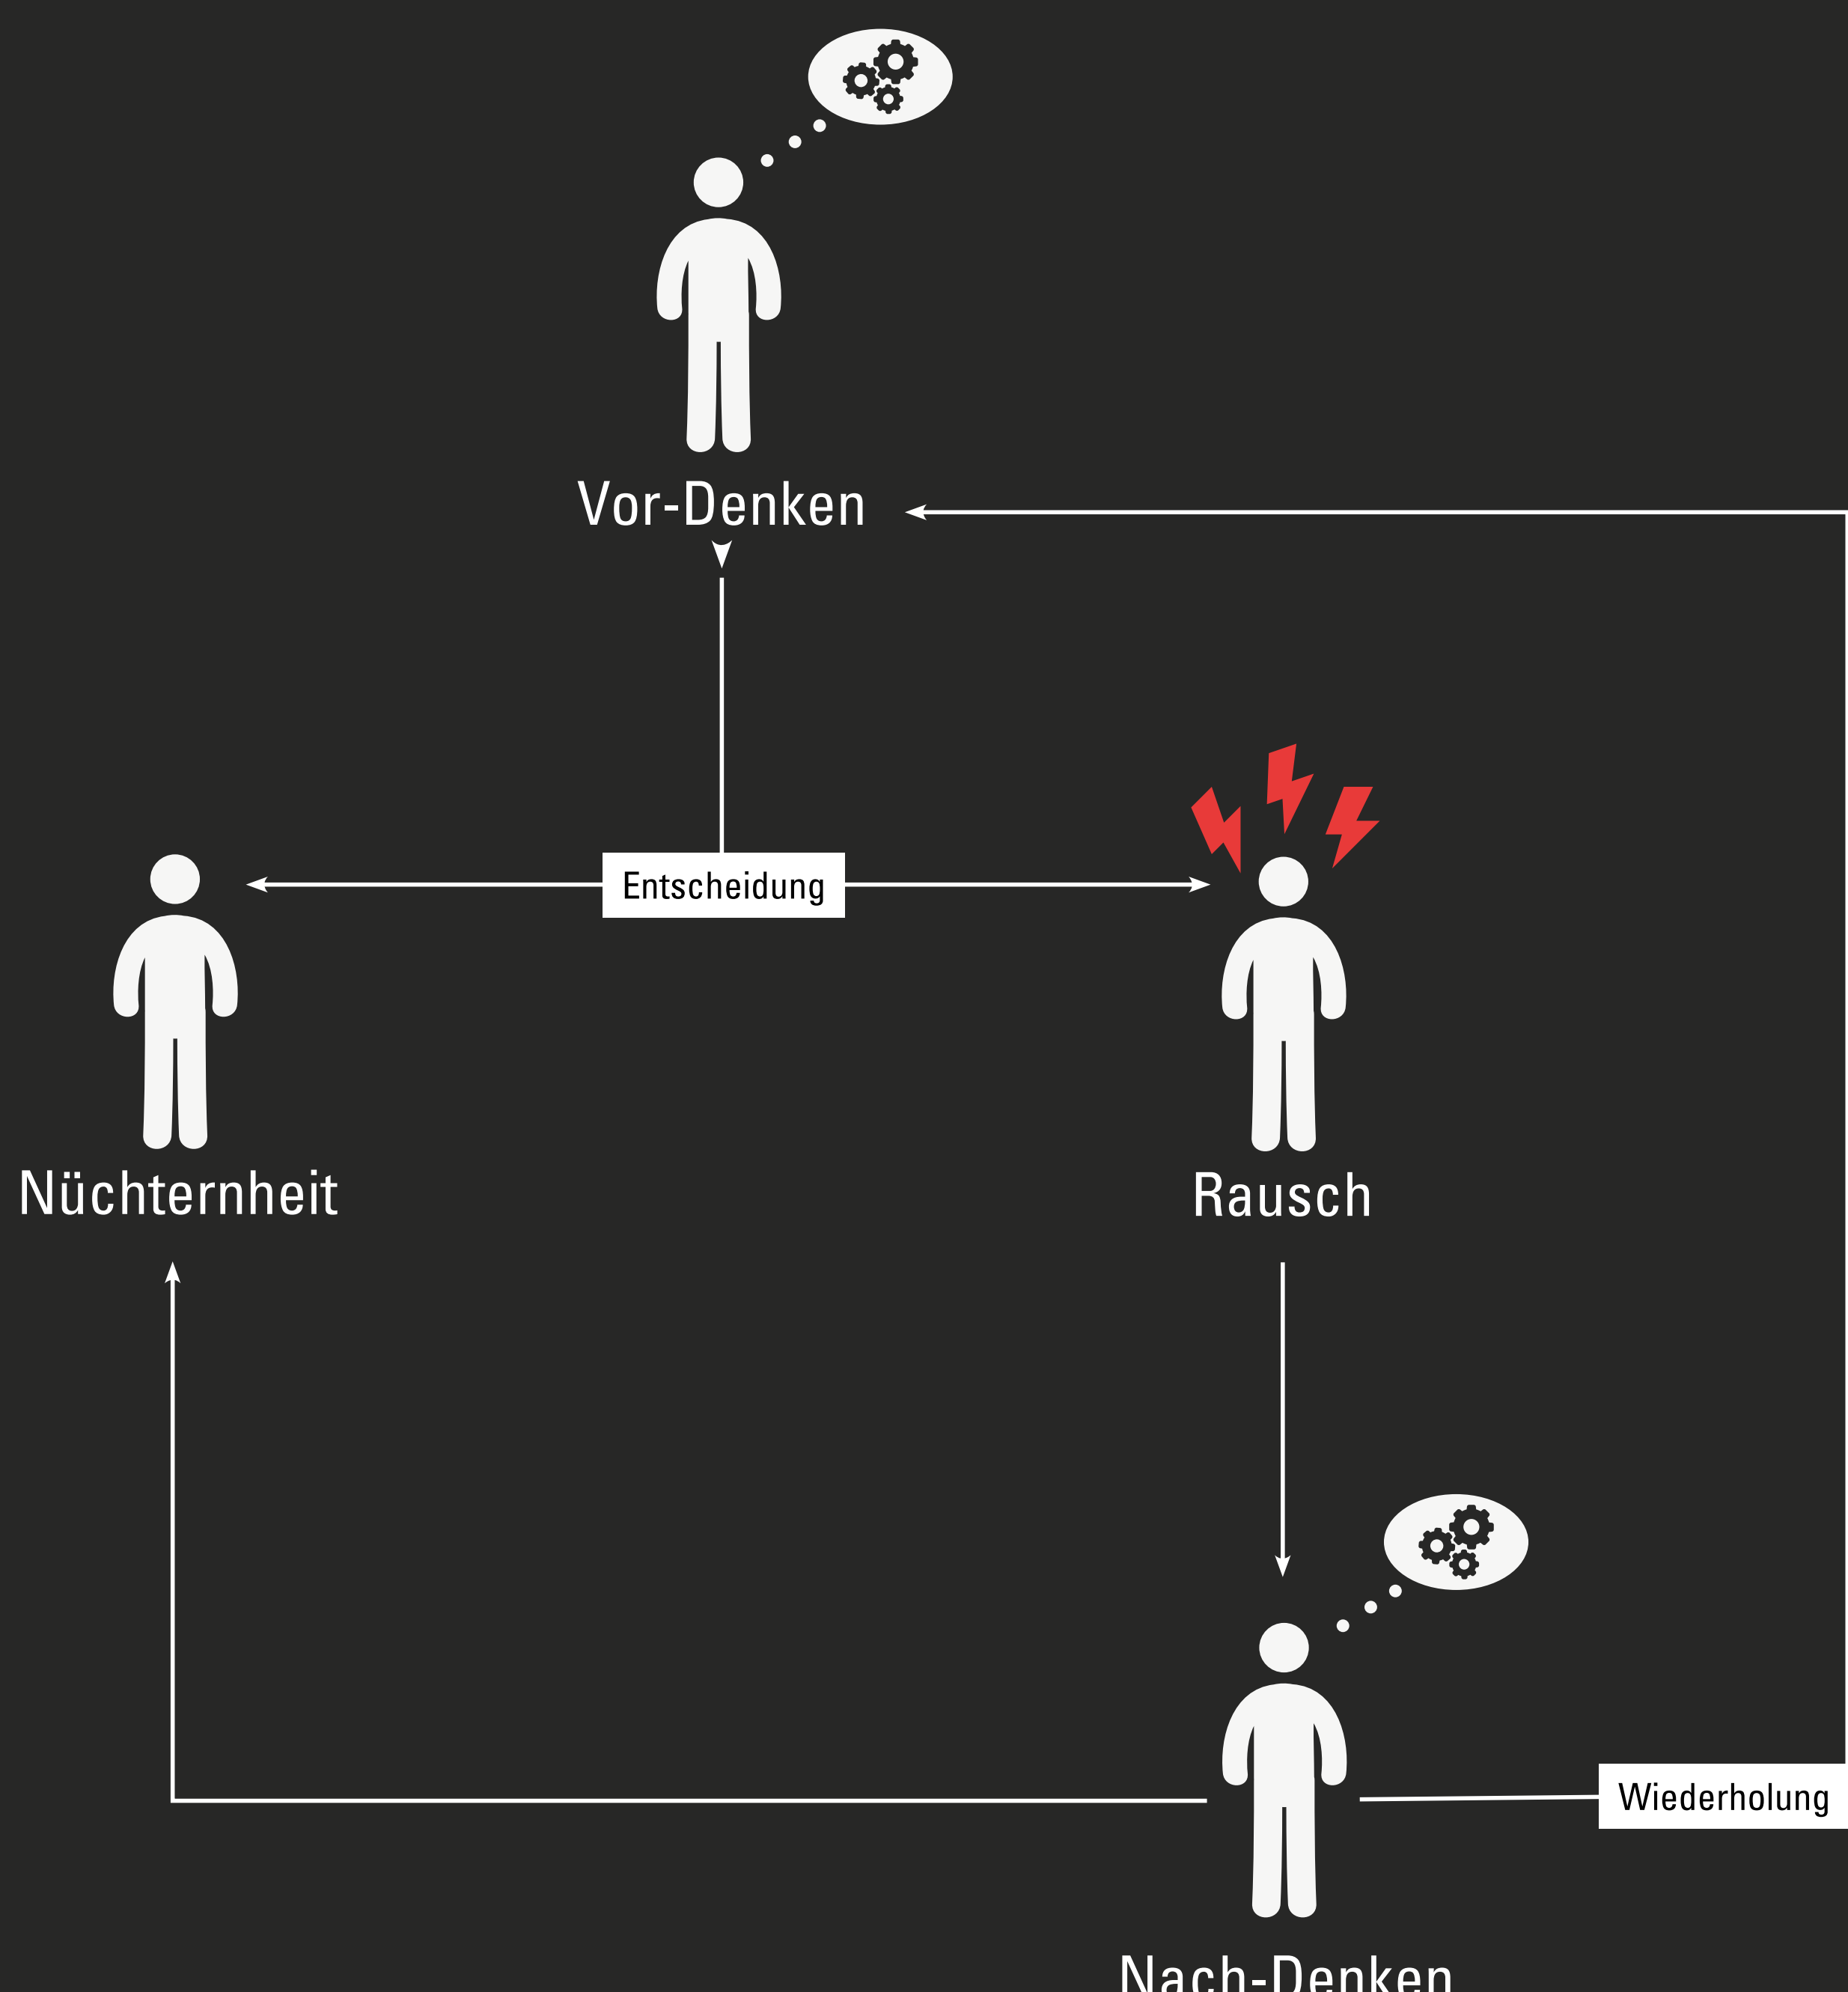 Vor-Denken
Entscheidung
Nüchternheit
Rausch
Wiederholung
Nach-Denken